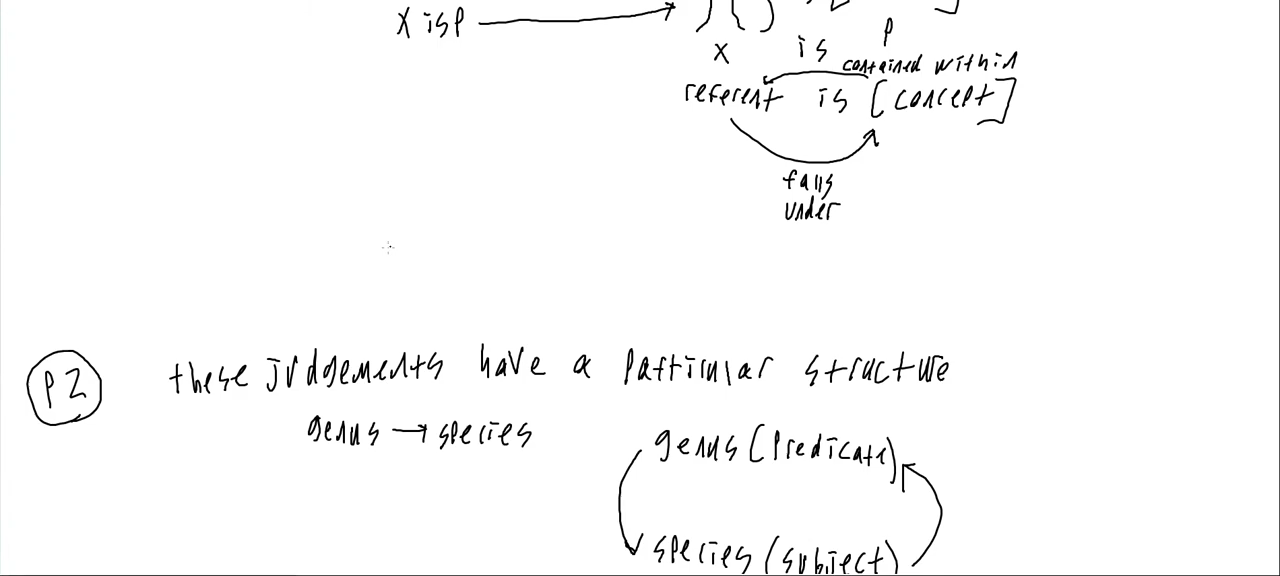 X is P
X is P
contained within
referent is [concept]
falls
under
P2 these judgements have a particular structure
genus → species
genus (predicate)
species (subject)